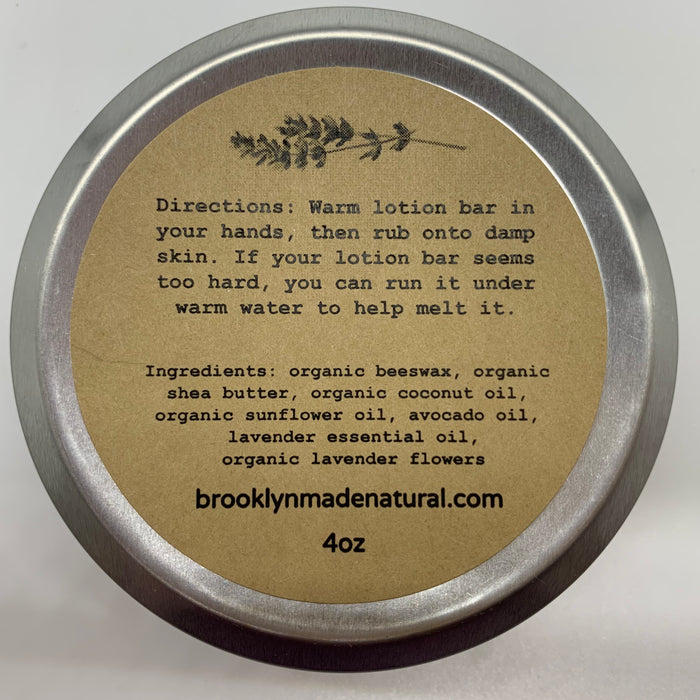 Directions: Warm lotion bar in
your hands, then rub onto damp
skin. If your lotion bar seems
too hard, you can run it under
warm water to help melt it.
Ingredients: organic beeswax, organic
shea butter, organic coconut oil,
organic sunflower oil, avocado oil,
lavender essential oil,
organic lavender flowers
brooklynmadenatural.com
4oz